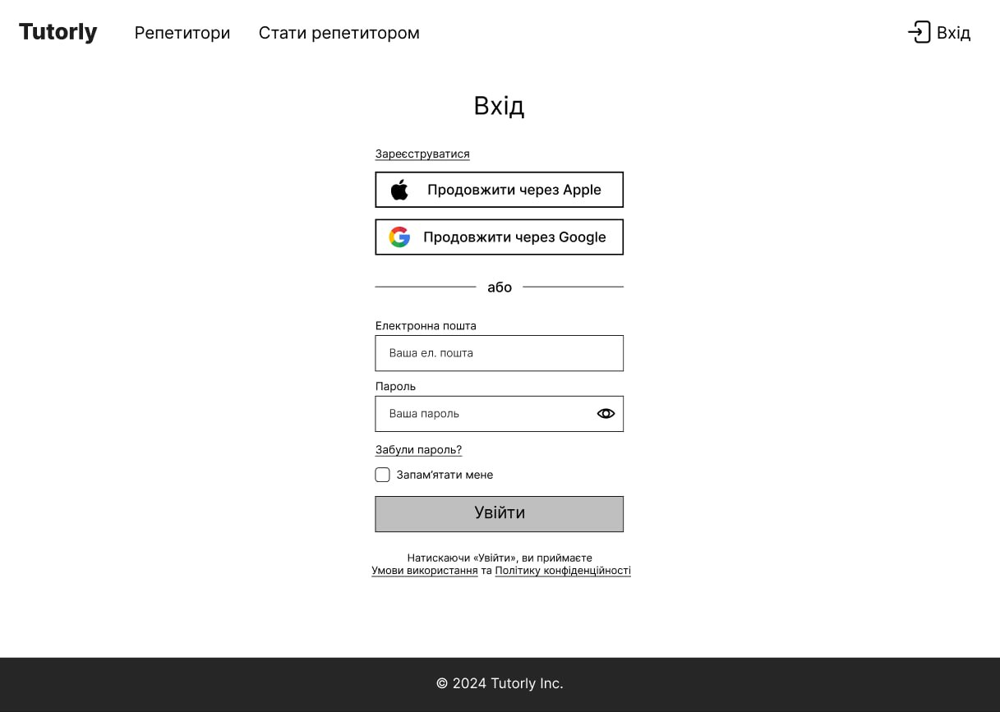 Tutorly
Репетитори
Стати репетитором
Вхід
Вхід
Зареєструватися
Продовжити через Apple
Продовжити через Google
або
Електронна пошта
Ваша ел. пошта
Пароль
Ваша пароль
Забули пароль?
Запам’ятати мене
Увійти
Натискаючи «Увійти», ви приймаєте
Умови використання та Політику конфіденційності
© 2024 Tutorly Inc.